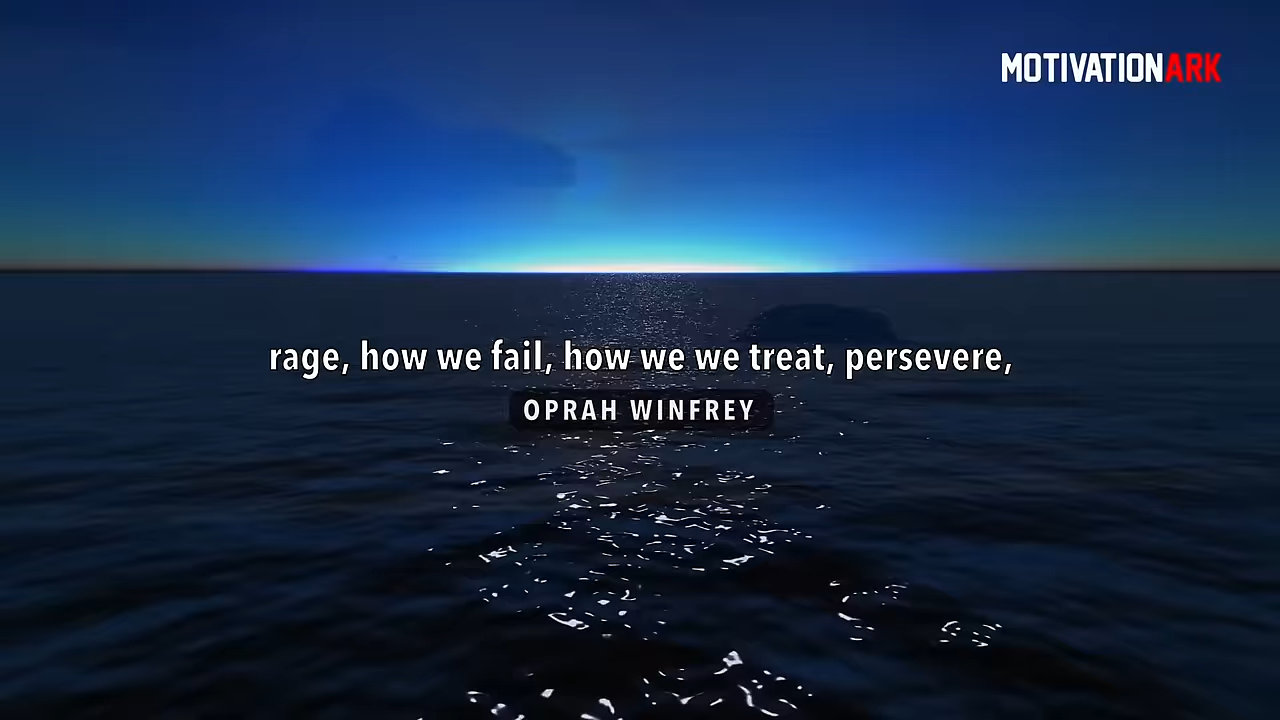 MOTIVATIONARK
rage, how we fail, how we we treat, persevere,
OPRAH WINFREY